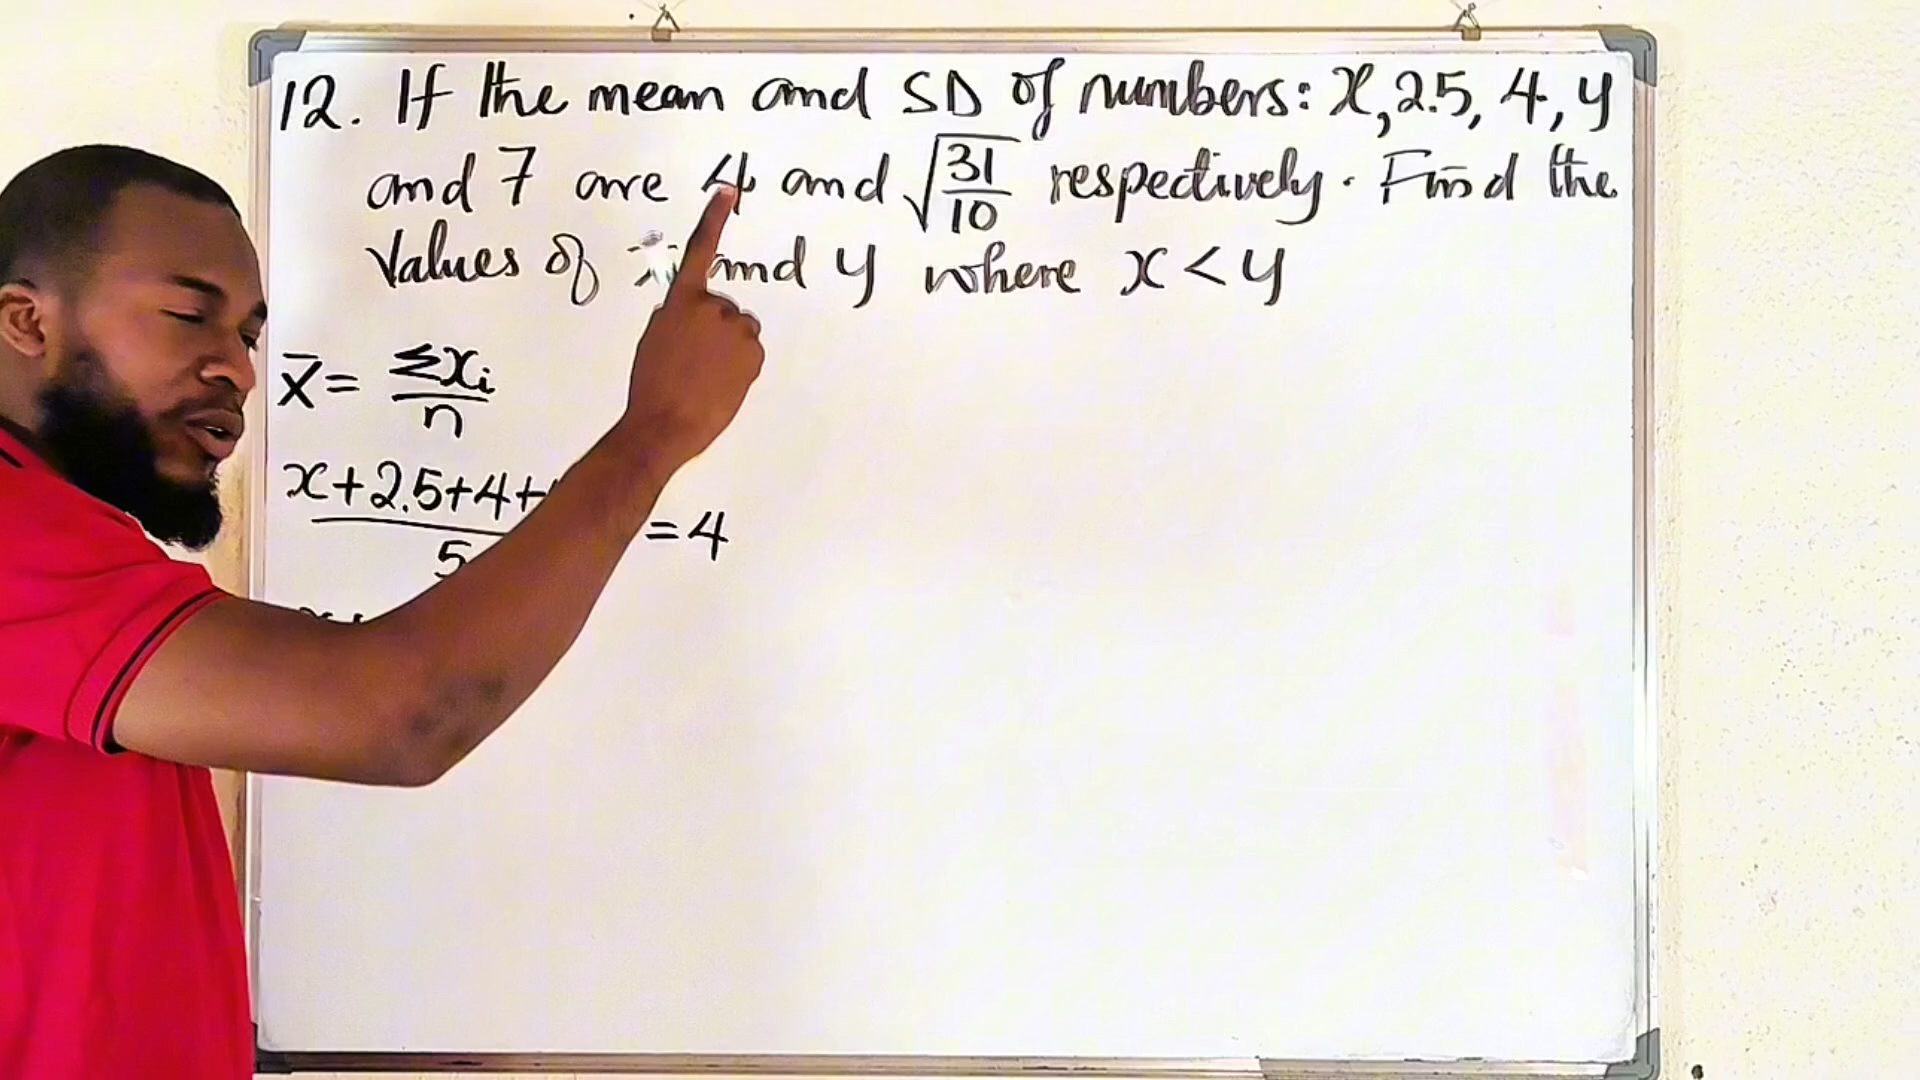 12. If the mean and SD of numbers: x, 2.5, 4, y
and 7 are 4 and √31/10 respectively. Find the
values of and y where x < y
x̄ = Σxᵢ/n
x+2.5+4+ /5 = 4